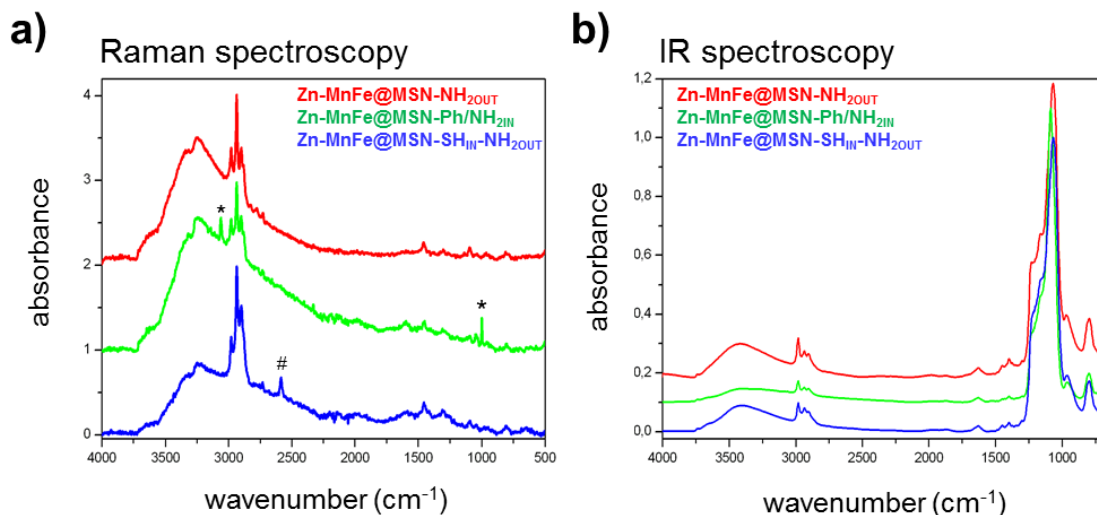 a)
Raman spectroscopy
Zn-MnFe@MSN-NH2OUT
Zn-MnFe@MSN-Ph/NH2IN
Zn-MnFe@MSN-SHIN-NH2OUT
*
*
#
absorbance
4
3
2
1
0
4000 3500 3000 2500 2000 1500 1000 500
wavenumber (cm-1)
b)
IR spectroscopy
Zn-MnFe@MSN-NH2OUT
Zn-MnFe@MSN-Ph/NH2IN
Zn-MnFe@MSN-SHIN-NH2OUT
absorbance
1,2
1,0
0,8
0,6
0,4
0,2
0,0
4000 3500 3000 2500 2000 1500 1000
wavenumber (cm-1)